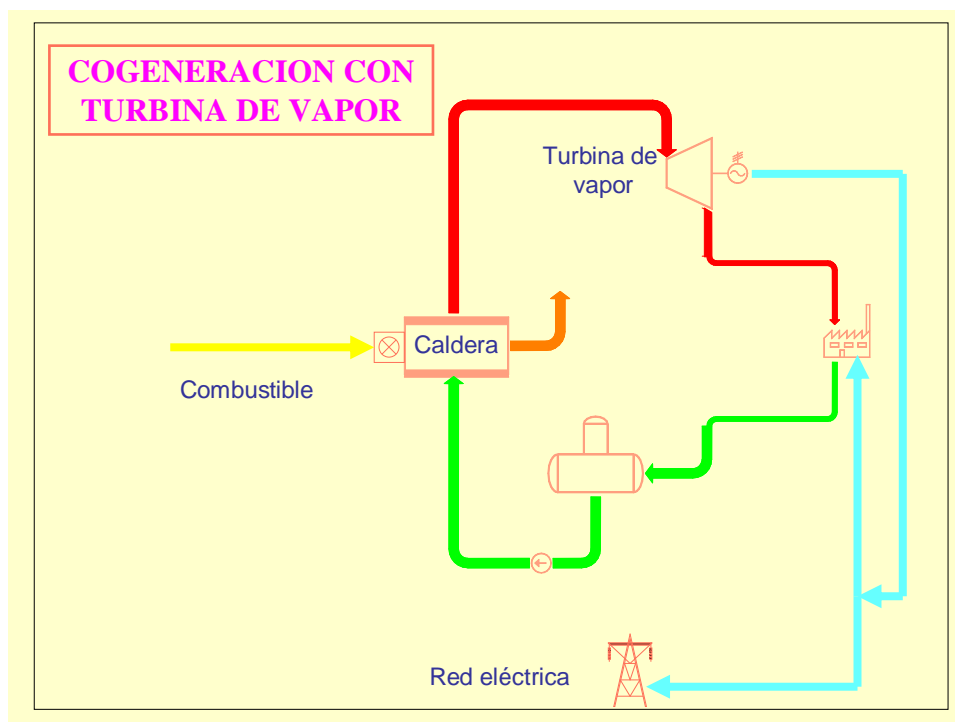 COGENERACION CON
TURBINA DE VAPOR
Turbina de
vapor
Caldera
Combustible
Red eléctrica